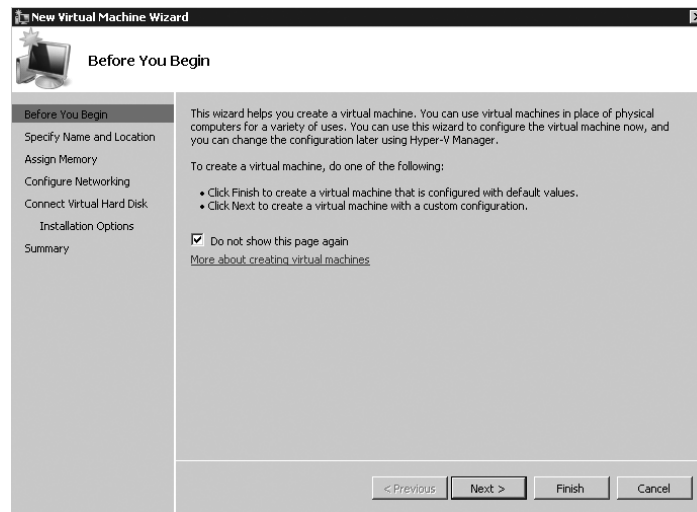 New Virtual Machine Wizard
Before You Begin
Before You Begin
Specify Name and Location
Assign Memory
Configure Networking
Connect Virtual Hard Disk
Installation Options
Summary
This wizard helps you create a virtual machine. You can use virtual machines in place of physical
computers for a variety of uses. You can use this wizard to configure the virtual machine now, and
you can change the configuration later using Hyper-V Manager.
To create a virtual machine, do one of the following:
• Click Finish to create a virtual machine that is configured with default values.
• Click Next to create a virtual machine with a custom configuration.
Do not show this page again
More about creating virtual machines
< Previous
Next >
Finish
Cancel